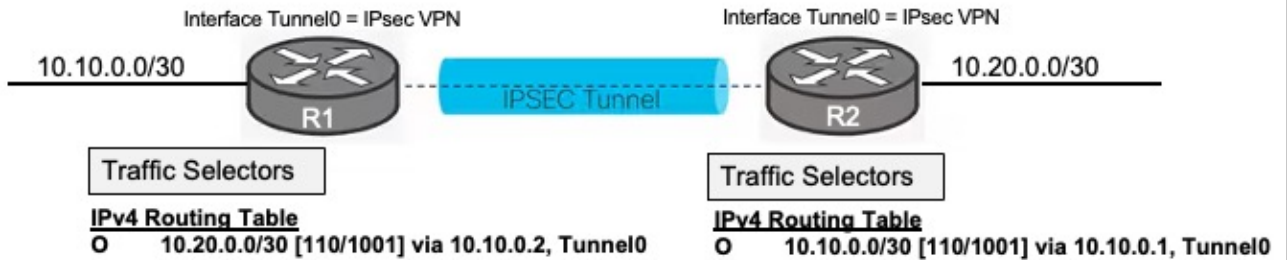 Interface Tunnel0 = IPsec VPN
Interface Tunnel0 = IPsec VPN
10.10.0.0/30
10.20.0.0/30
IPSEC Tunnel
R1
R2
Traffic Selectors
IPv4 Routing Table
O 10.20.0.0/30 [110/1001] via 10.10.0.2, Tunnel0
Traffic Selectors
IPv4 Routing Table
O 10.10.0.0/30 [110/1001] via 10.10.0.1, Tunnel0